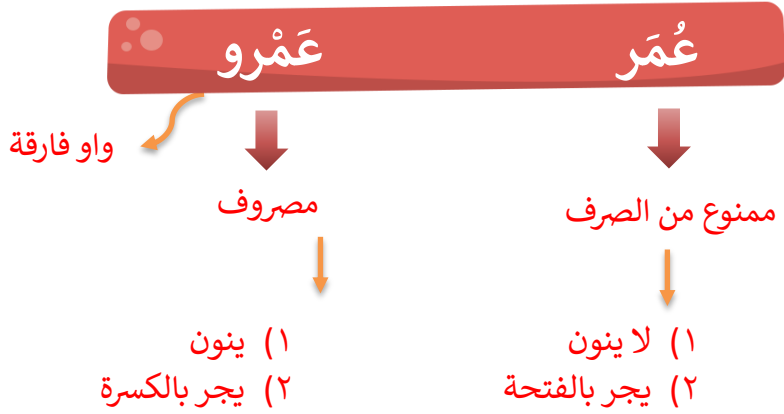 عُمَر عَمْرو
واو فارقة
ممنوع من الصرف
مصروف
١) لا ينون
٢) يجر بالفتحة
١) ينون
٢) يجر بالكسرة